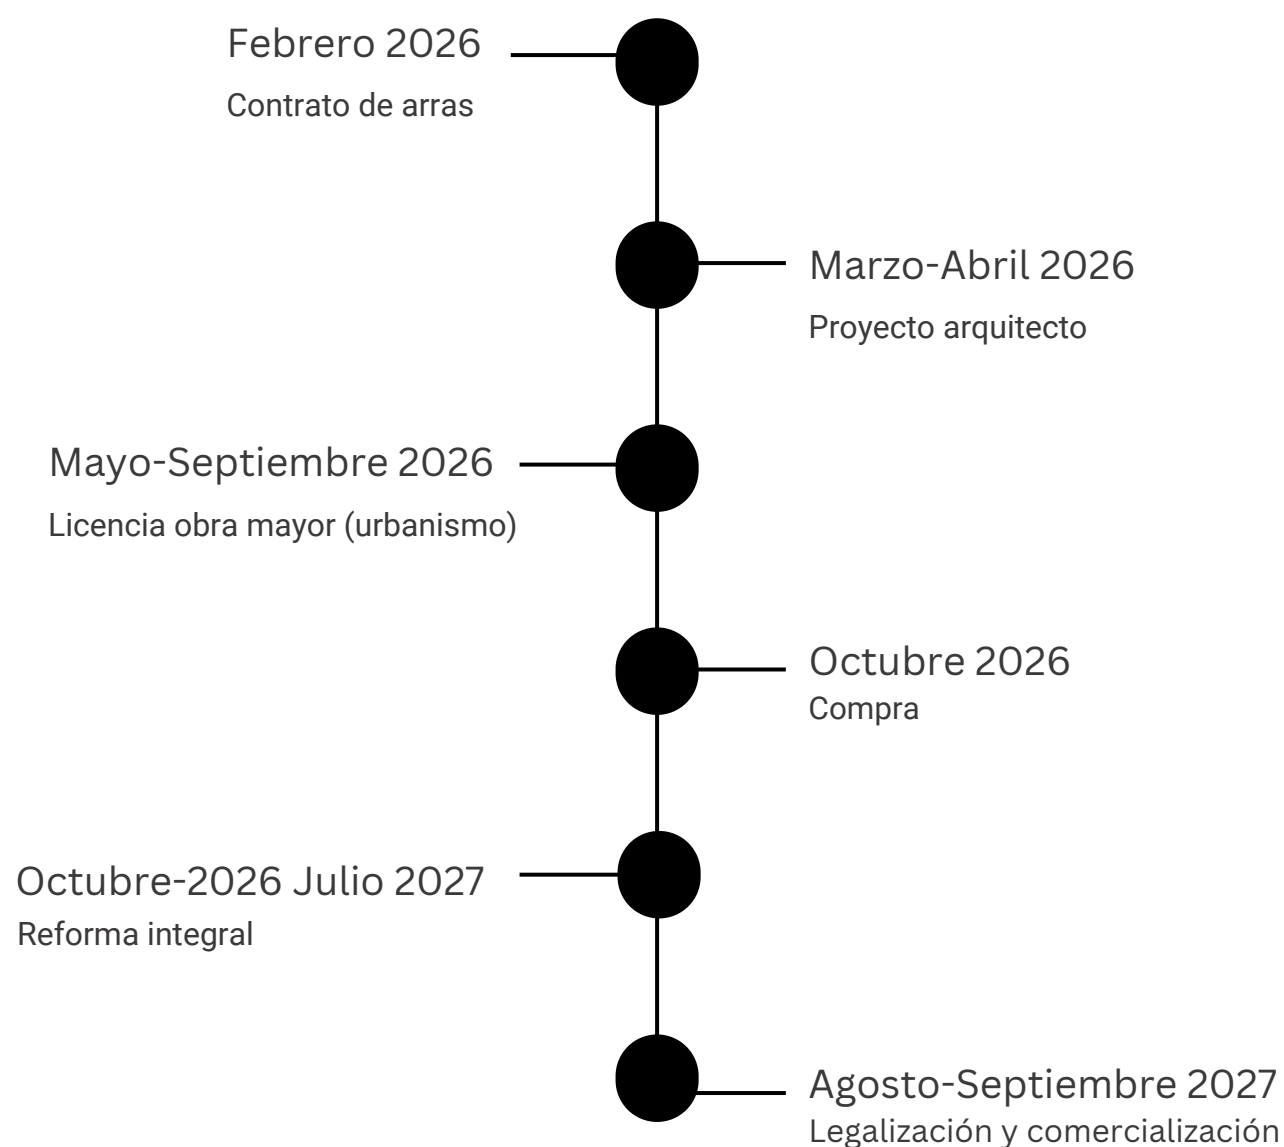 Febrero 2026
Contrato de arras
Marzo-Abril 2026
Proyecto arquitecto
Mayo-Septiembre 2026
Licencia obra mayor (urbanismo)
Octubre 2026
Compra
Octubre-2026 Julio 2027
Reforma integral
Agosto-Septiembre 2027
Legalización y comercialización